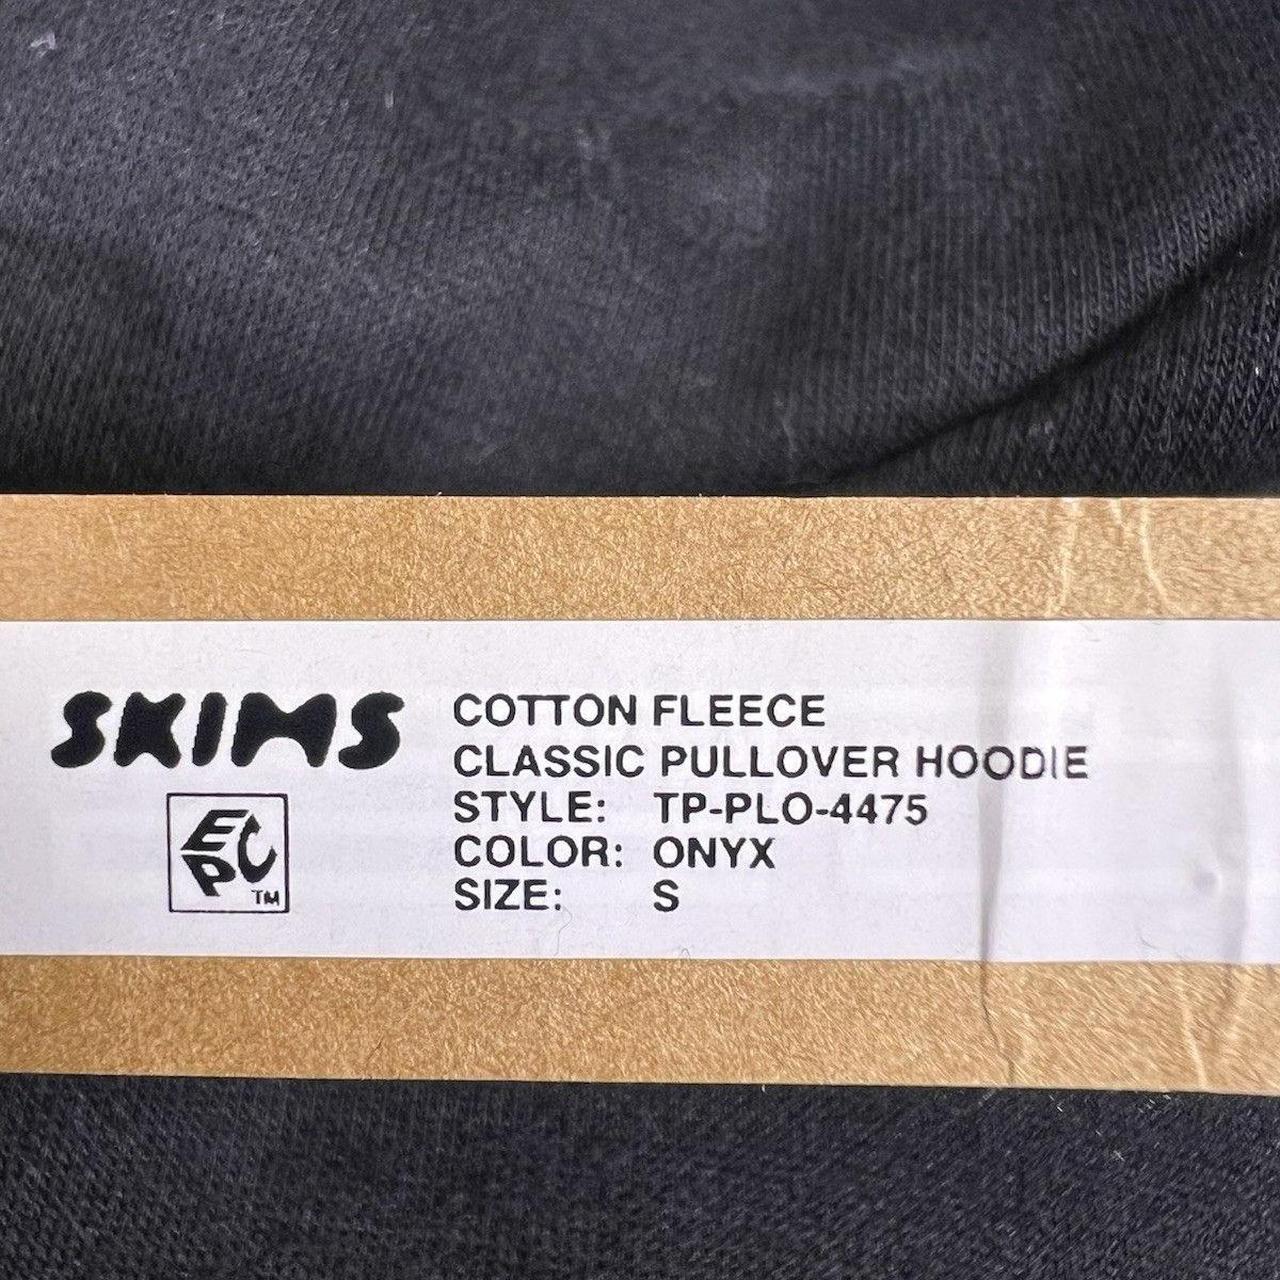 SKIMS
COTTON FLEECE
CLASSIC PULLOVER HOODIE
STYLE: TP-PLO-4475
COLOR: ONYX
SIZE: S
EPC
TM